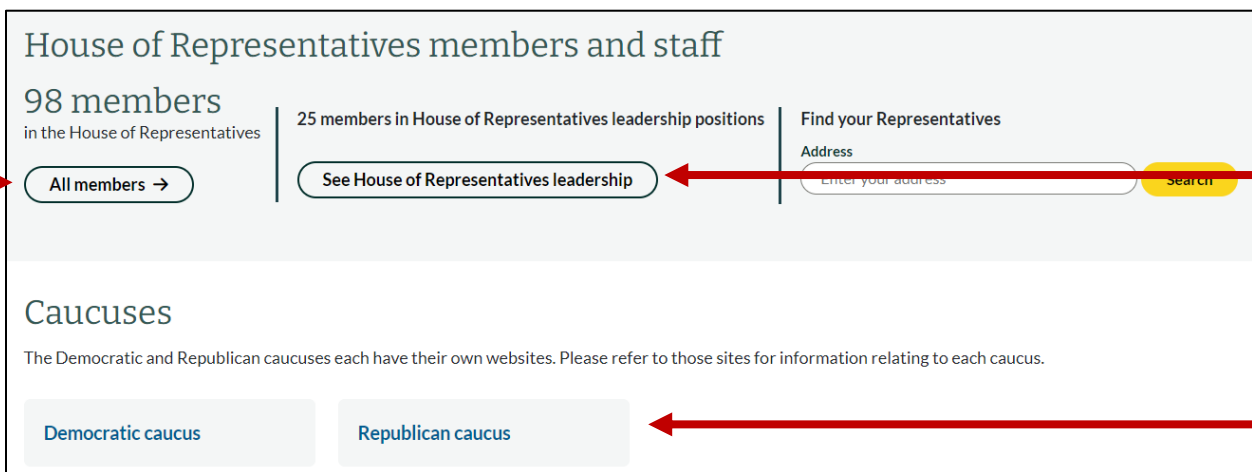 House of Representatives members and staff
98 members
in the House of Representatives
All members →
25 members in House of Representatives leadership positions
See House of Representatives leadership
Find your Representatives
Address
Enter your address
Search
Caucuses
The Democratic and Republican caucuses each have their own websites. Please refer to those sites for information relating to each caucus.
Democratic caucus
Republican caucus